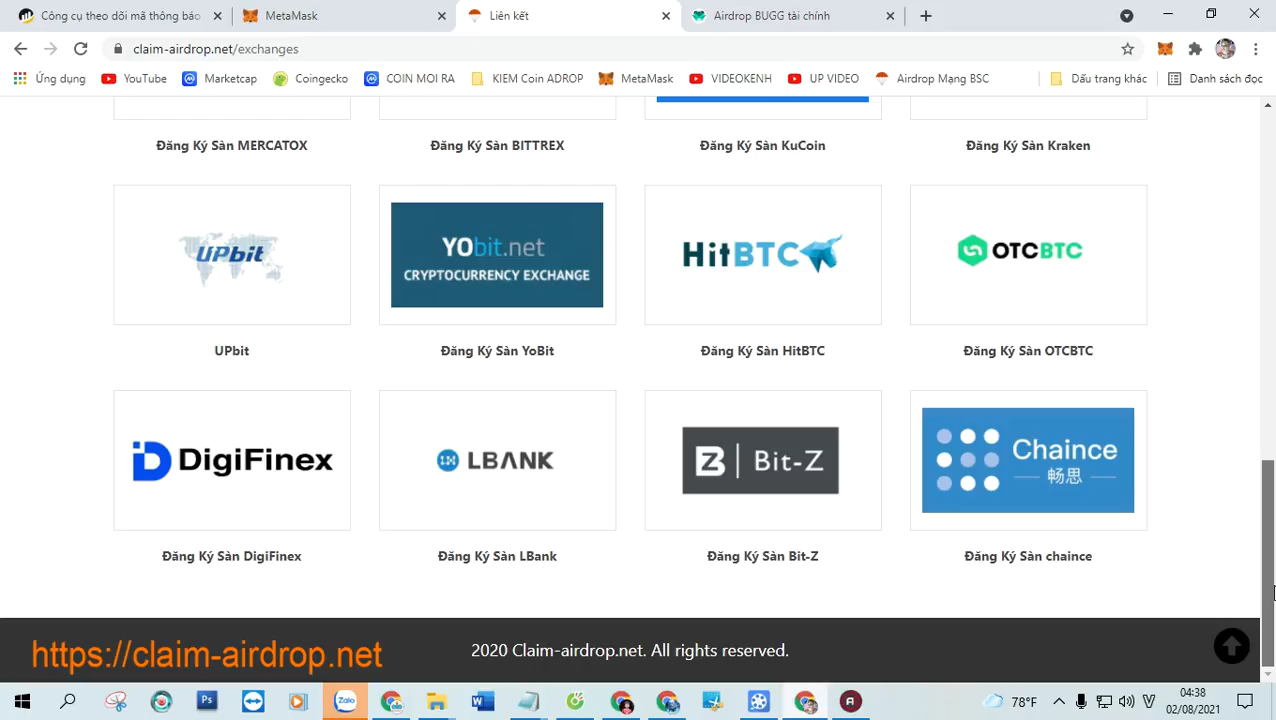 Công cụ theo dõi mã thông báo
MetaMask
Liên kết
Airdrop BUGG tài chính
claim-airdrop.net/exchanges
Ứng dụng
YouTube
Marketcap
Coingecko
COIN MOI RA
KIEM Coin ADROP
MetaMask
VIDEOKENH
UP VIDEO
Airdrop Mạng BSC
Dấu trang khác
Danh sách đọc
Đăng Ký Sàn MERCATOX
Đăng Ký Sàn BITTREX
Đăng Ký Sàn KuCoin
Đăng Ký Sàn Kraken
UPbit
YObit.net
CRYPTOCURRENCY EXCHANGE
HitBTC
OTCBTC
UPbit
Đăng Ký Sàn YoBit
Đăng Ký Sàn HitBTC
Đăng Ký Sàn OTCBTC
DigiFinex
LBANK
Z | Bit-Z
Chaince
畅思
Đăng Ký Sàn DigiFinex
Đăng Ký Sàn LBank
Đăng Ký Sàn Bit-Z
Đăng Ký Sàn chaince
https://claim-airdrop.net
2020 Claim-airdrop.net. All rights reserved.
Ps
Zalo
W
A
78°F
V
04:38
02/08/2021